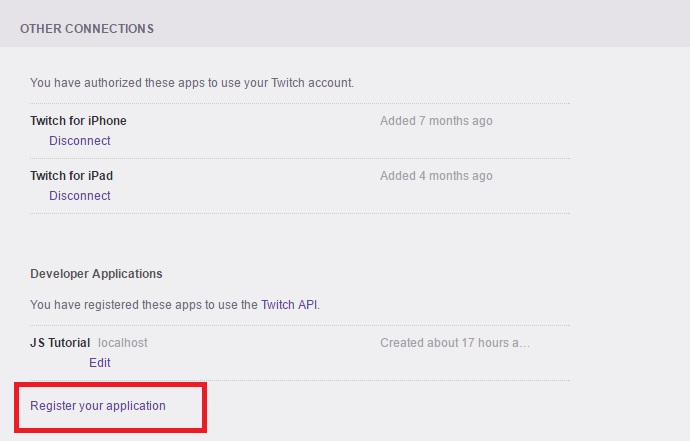 OTHER CONNECTIONS
You have authorized these apps to use your Twitch account.
Twitch for iPhone Added 7 months ago
Disconnect
Twitch for iPad Added 4 months ago
Disconnect
Developer Applications
You have registered these apps to use the Twitch API.
JS Tutorial localhost Created about 17 hours a...
Edit
Register your application